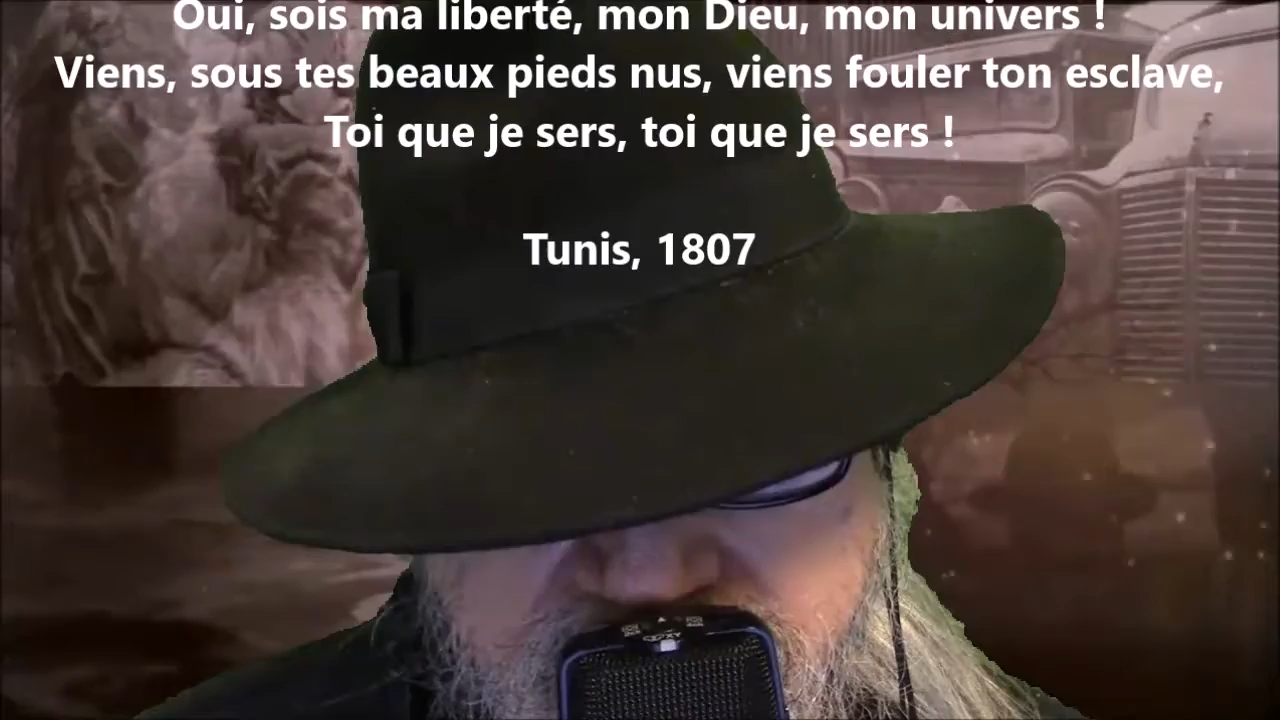 Oui, sois ma liberté, mon Dieu, mon univers !
Viens, sous tes beaux pieds nus, viens fouler ton esclave,
Toi que je sers, toi que je sers !
Tunis, 1807